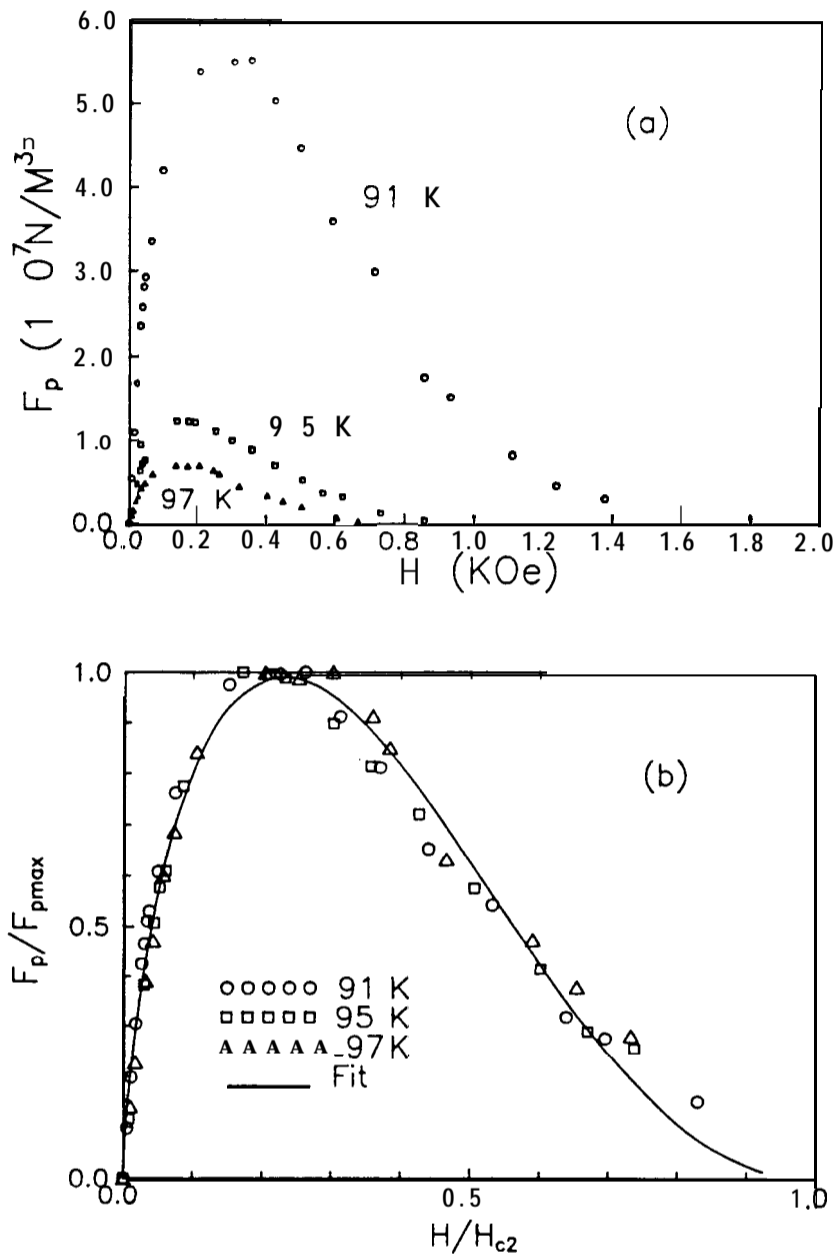 6.0
(a)
5.0
4.0
91 K
3.0
F_p (1 0^7N/M^3)
2.0
9 5 K
1.0
97 K
0.0
0.0 0.2 0.4 0.6 0.8 1.0 1.2 1.4 1.6 1.8 2.0
H (KOe)
1.0
(b)
F_p/F_pmax
0.5
91 K
95 K
A A A A A -97K
Fit
0.0
0.0 0.5 1.0
H/H_c2